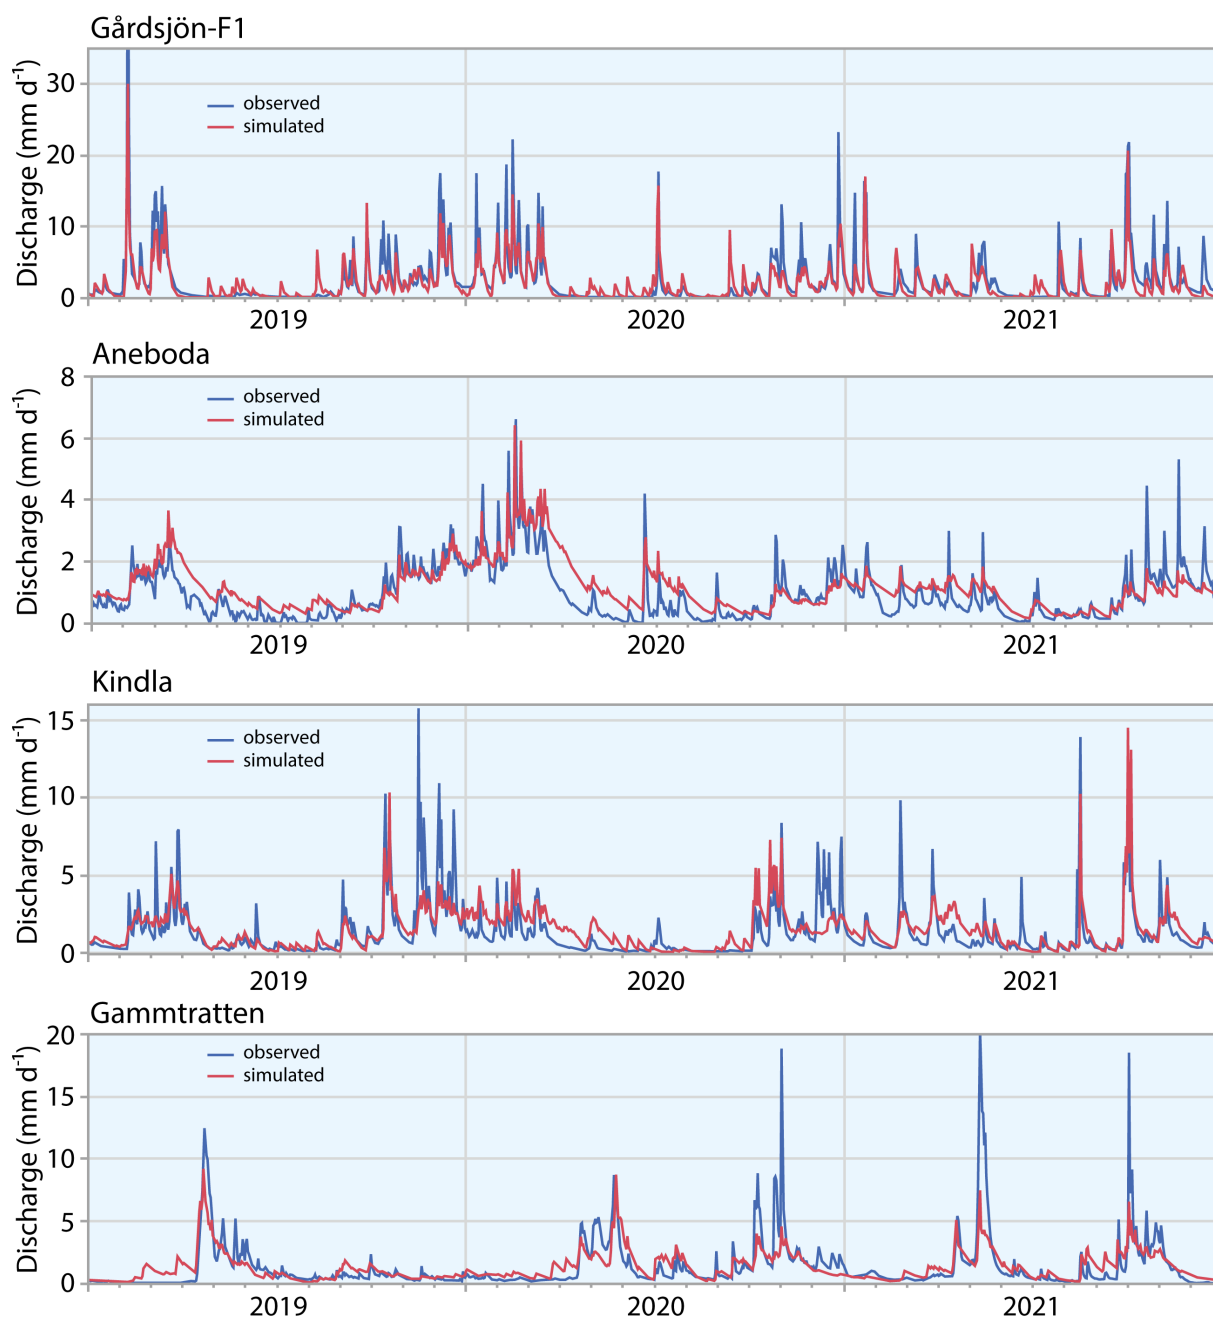 Gårdsjön-F1
Discharge (mm d⁻¹)
30
20
10
0
observed
simulated
2019
2020
2021
Aneboda
Discharge (mm d⁻¹)
8
6
4
2
0
observed
simulated
2019
2020
2021
Kindla
Discharge (mm d⁻¹)
15
10
5
0
observed
simulated
2019
2020
2021
Gammtratten
Discharge (mm d⁻¹)
20
15
10
5
0
observed
simulated
2019
2020
2021